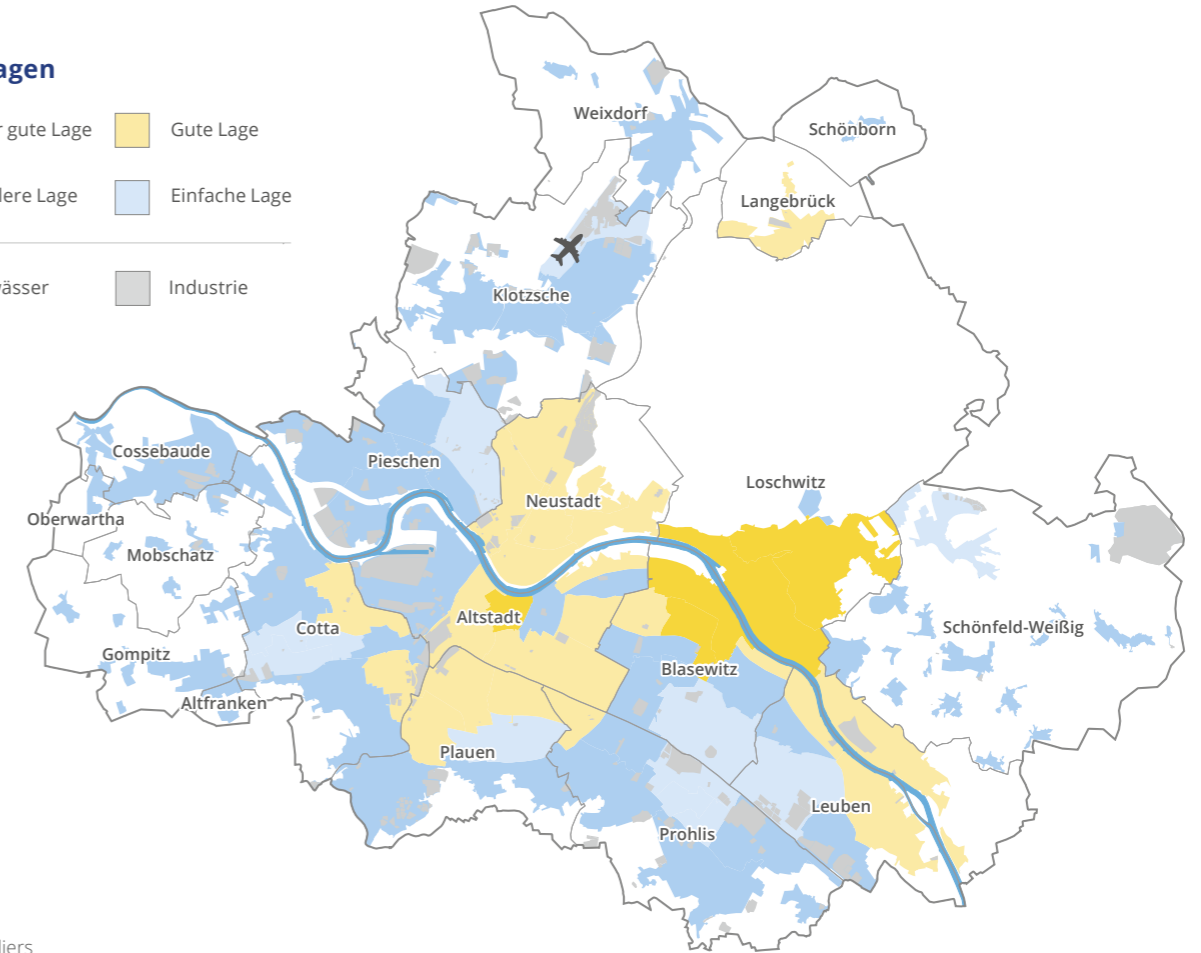 agen
gute Lage
Gute Lage
lere Lage
Einfache Lage
ässer
Industrie
Weixdorf
Schönborn
Langebrück
Klotzsche
Cossebaude
Pieschen
Loschwitz
Neustadt
Oberwartha
Mobschatz
Altstadt
Cotta
Schönfeld-Weißig
Gompitz
Blasewitz
Altfranken
Plauen
Leuben
Prohlis
liers